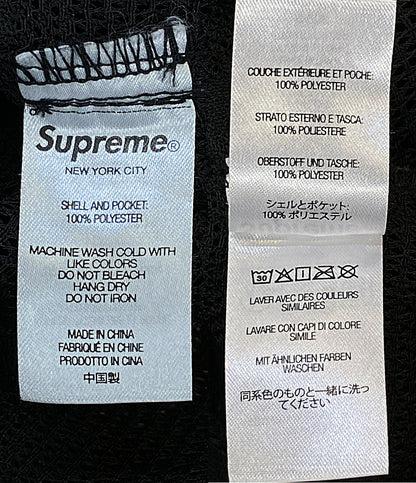 Supreme®
NEW YORK CITY
SHELL AND POCKET:
100% POLYESTER
MACHINE WASH COLD WITH
LIKE COLORS
DO NOT BLEACH
HANG DRY
DO NOT IRON
MADE IN CHINA
FABRIQUÉ EN CHINE
PRODOTTO IN CINA
中国製
COUCHE EXTÉRIEURE ET POCHE:
100% POLYESTER
STRATO ESTERNO E TASCA:
100% POLIESTERE
OBERSTOFF UND TASCHE:
100% POLYESTER
シェルとポケット:
100% ポリエステル
30
LAVER AVEC DES COULEURS
SIMILAIRES
LAVARE CON CAPI DI COLORE
SIMILE
MIT ÄHNLICHEN FARBEN
WASCHEN
同系色のものと一緒に洗っ
てください